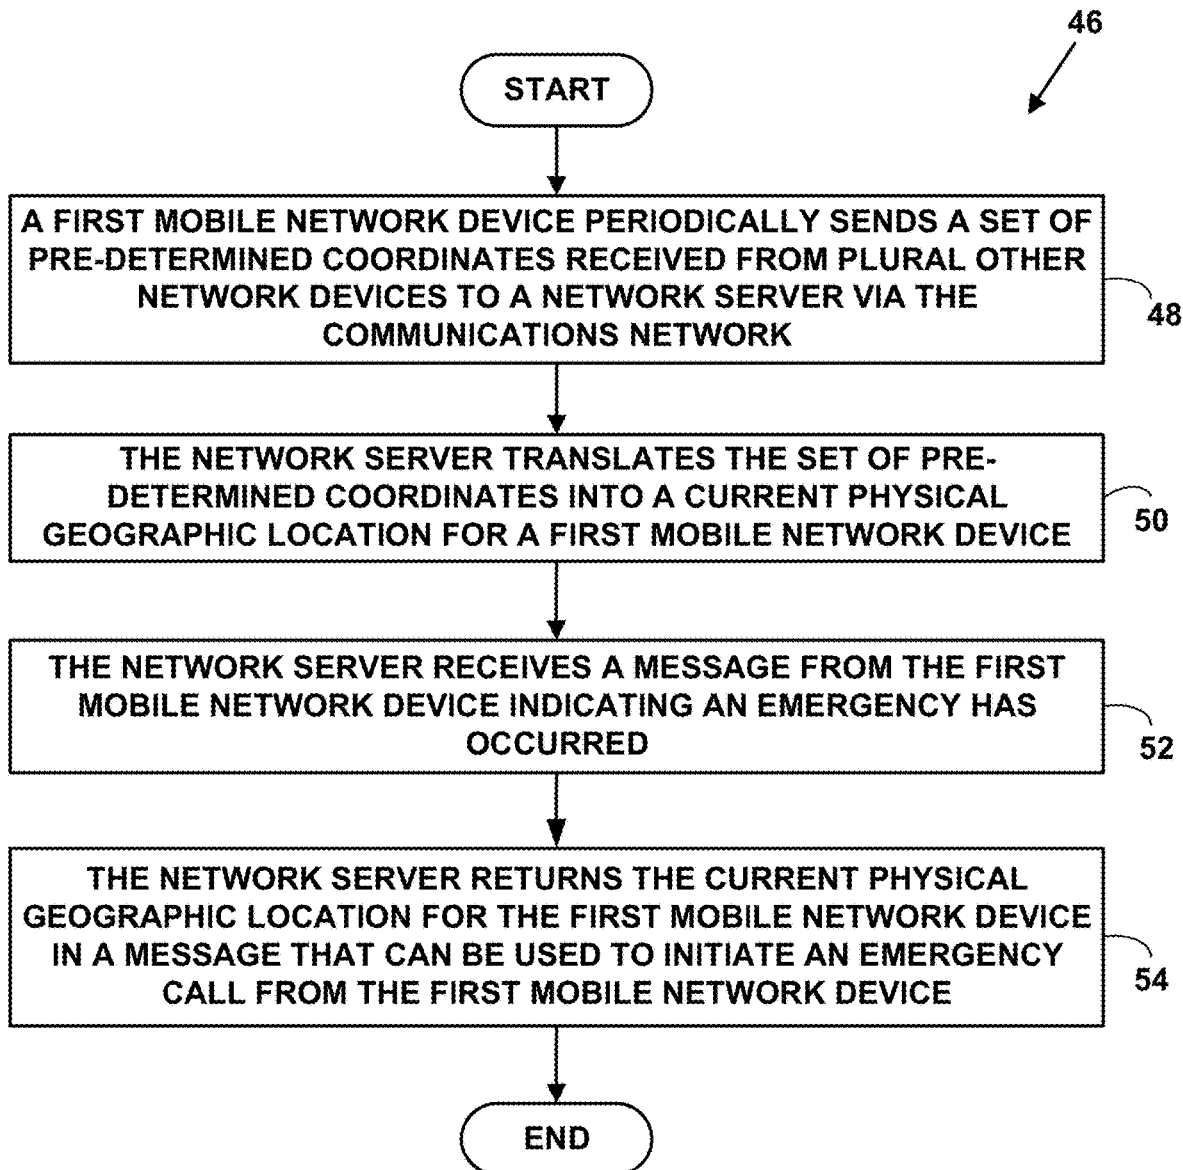 46
START
A FIRST MOBILE NETWORK DEVICE PERIODICALLY SENDS A SET OF
PRE-DETERMINED COORDINATES RECEIVED FROM PLURAL OTHER
NETWORK DEVICES TO A NETWORK SERVER VIA THE
COMMUNICATIONS NETWORK
48
THE NETWORK SERVER TRANSLATES THE SET OF PRE-
DETERMINED COORDINATES INTO A CURRENT PHYSICAL
GEOGRAPHIC LOCATION FOR A FIRST MOBILE NETWORK DEVICE
50
THE NETWORK SERVER RECEIVES A MESSAGE FROM THE FIRST
MOBILE NETWORK DEVICE INDICATING AN EMERGENCY HAS
OCCURRED
52
THE NETWORK SERVER RETURNS THE CURRENT PHYSICAL
GEOGRAPHIC LOCATION FOR THE FIRST MOBILE NETWORK DEVICE
IN A MESSAGE THAT CAN BE USED TO INITIATE AN EMERGENCY
CALL FROM THE FIRST MOBILE NETWORK DEVICE
54
END